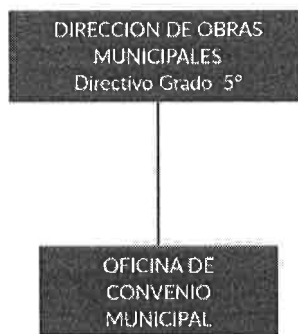 DIRECCION DE OBRAS
MUNICIPALES
Directivo Grado 5°
OFICINA DE
CONVENIO
MUNICIPAL